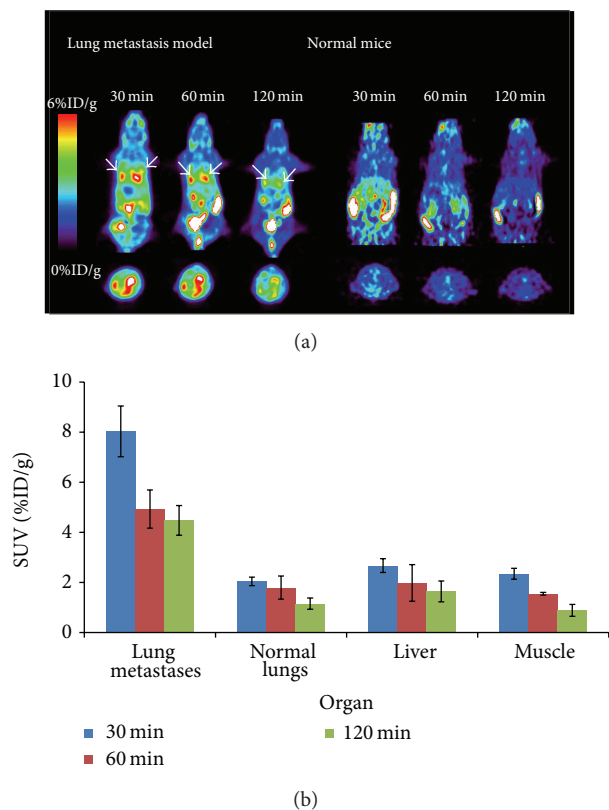 Lung metastasis model Normal mice
6%ID/g 30 min 60 min 120 min 30 min 60 min 120 min
0%ID/g
(a)
10
8
6
4
2
0
SUV (%ID/g)
Lung metastases Normal lungs Liver Muscle
Organ
30 min 120 min
60 min
(b)